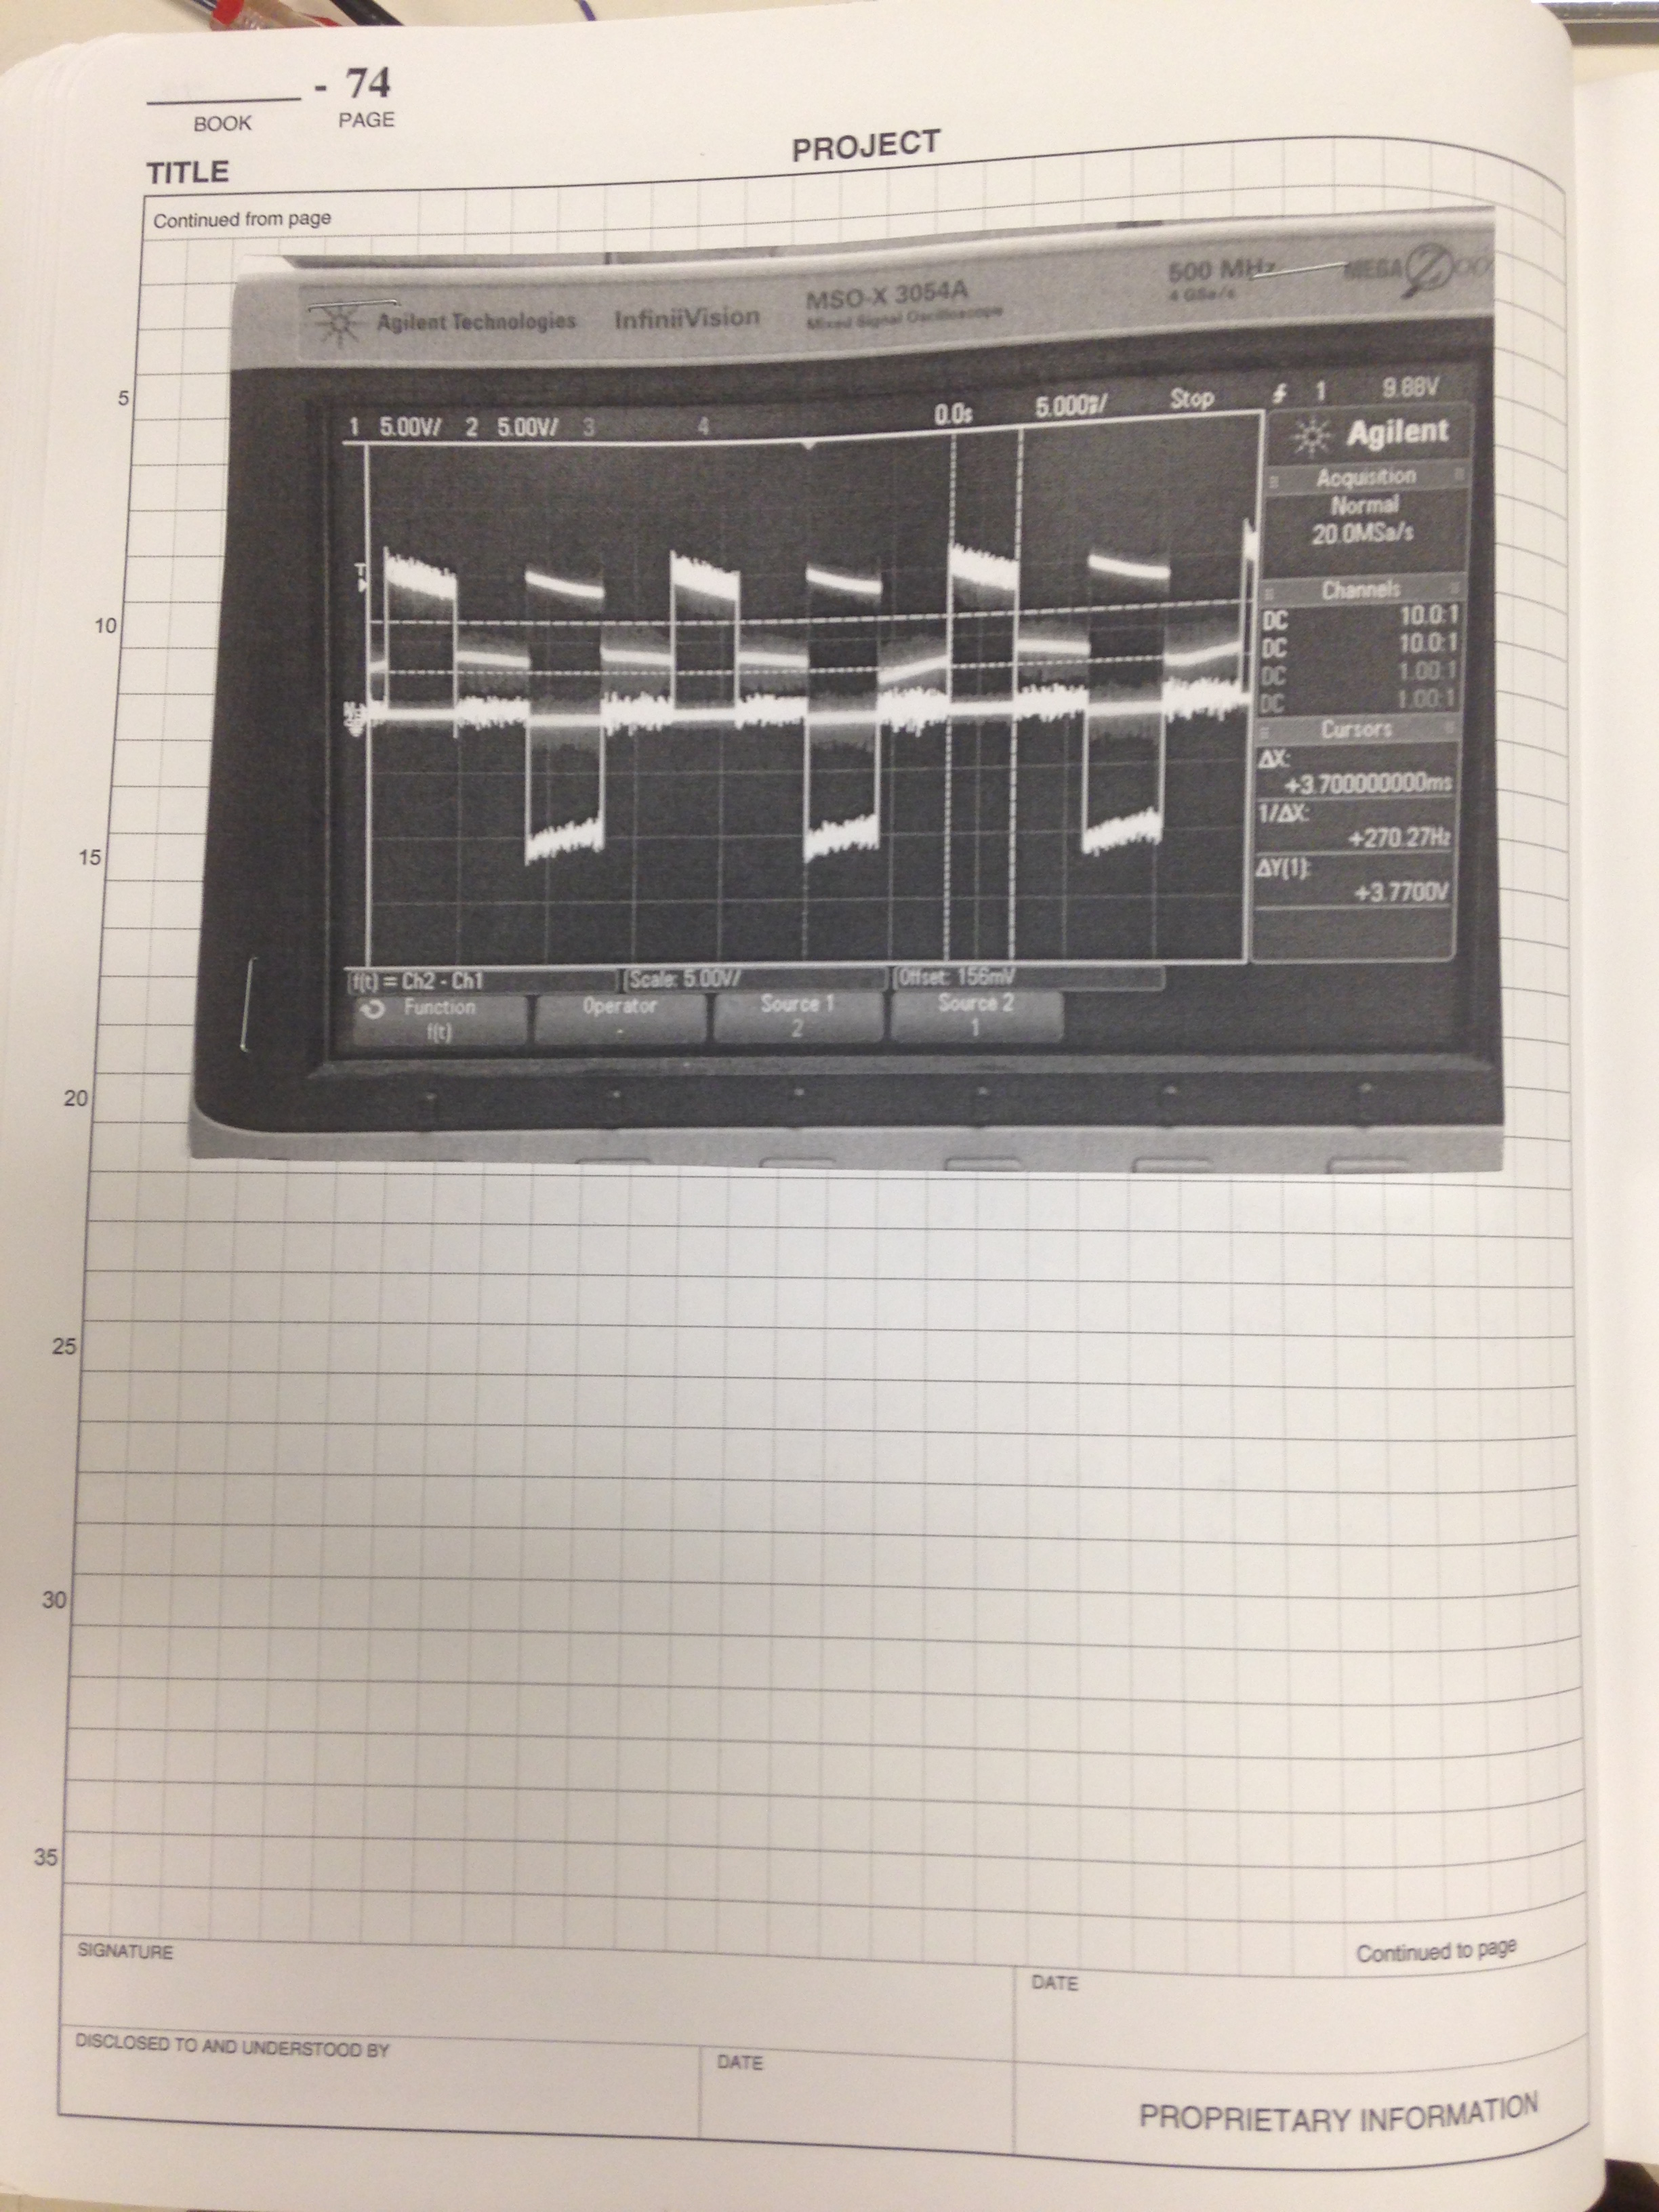 - 74
BOOK PAGE
TITLE
PROJECT
Continued from page
Agilent Technologies InfiniiVision MSO-X 3054A 500 MHz MEGA Zoom
Mixed Signal Oscilloscope 4 GSa/s
1 5.00V/ 2 5.00V/ 3 4 0.0s 5.000 / Stop 1 9.88V
Agilent
Acquisition
Normal
20.0MSa/s
Channels
DC 10.0:1
DC 10.0:1
DC 1.00:1
DC 1.00:1
Cursors
ΔX:
+3.700000000ms
1/ΔX:
+270.27Hz
ΔY(1):
+3.7700V
T
f(t) = Ch2 - Ch1 Scale: 5.00V/ Offset: 156mV
Function Operator Source 1 Source 2
f(t) - 2 1
5
10
15
20
25
30
35
SIGNATURE
Continued to page
DATE
DISCLOSED TO AND UNDERSTOOD BY
DATE
PROPRIETARY INFORMATION